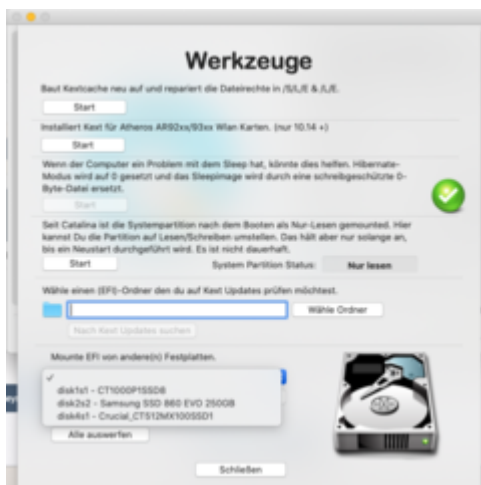 Werkzeuge
Baut Kextcache neu auf und repariert die Dateirechte in /S/L/E & /L/E.
Start
Installiert Kext für Atheros AR92xx/93xx Wlan Karten. (nur 10.14 +)
Start
Wenn der Computer ein Problem mit dem Sleep hat, könnte dies helfen. Hibernate-
Modus wird auf 0 gesetzt und das Sleepimage wird durch eine schreibgeschützte 0-
Byte-Datei ersetzt.
Start
Seit Catalina ist die Systempartition nach dem Booten als Nur-Lesen gemounted. Hier
kannst Du die Partition auf Lesen/Schreiben umstellen. Das hält aber nur solange an,
bis ein Neustart durchgeführt wird. Es ist nicht dauerhaft.
Start System Partition Status: Nur lesen
Wähle einen (EFI)-Ordner den du auf Kext Updates prüfen möchtest.
Wähle Ordner
Nach Kext Updates suchen
Mounte EFI von andere(n) Festplatten.
disk1s1 - CT1000P1SSD8
disk2s2 - Samsung SSD 860 EVO 250GB
disk4s1 - Crucial_CT512MX100SSD1
Alle auswerfen
Schließen